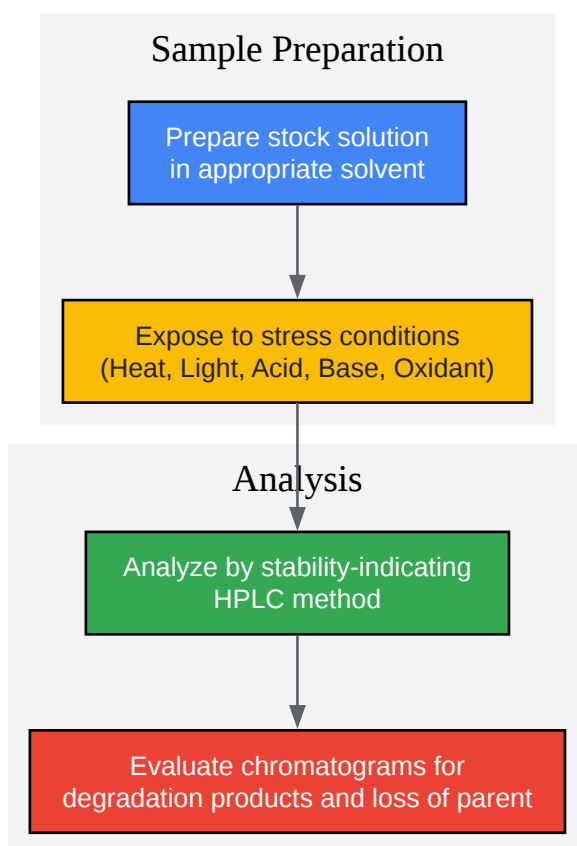 Sample Preparation
Prepare stock solution
in appropriate solvent
Expose to stress conditions
(Heat, Light, Acid, Base, Oxidant)
Analysis
Analyze by stability-indicating
HPLC method
Evaluate chromatograms for
degradation products and loss of parent